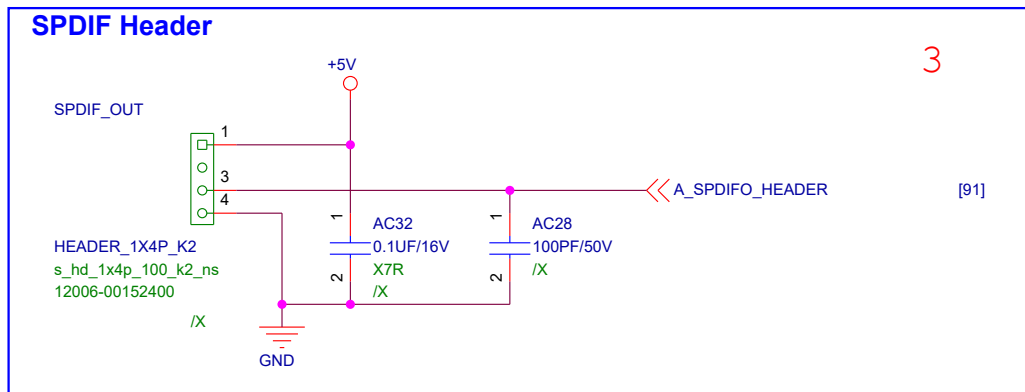 SPDIF Header
3
+5V
SPDIF_OUT
1
3
4
A_SPDIFO_HEADER
[91]
1
AC32
0.1UF/16V
X7R
/X
2
1
AC28
100PF/50V
/X
2
HEADER_1X4P_K2
s_hd_1x4p_100_k2_ns
12006-00152400
/X
GND